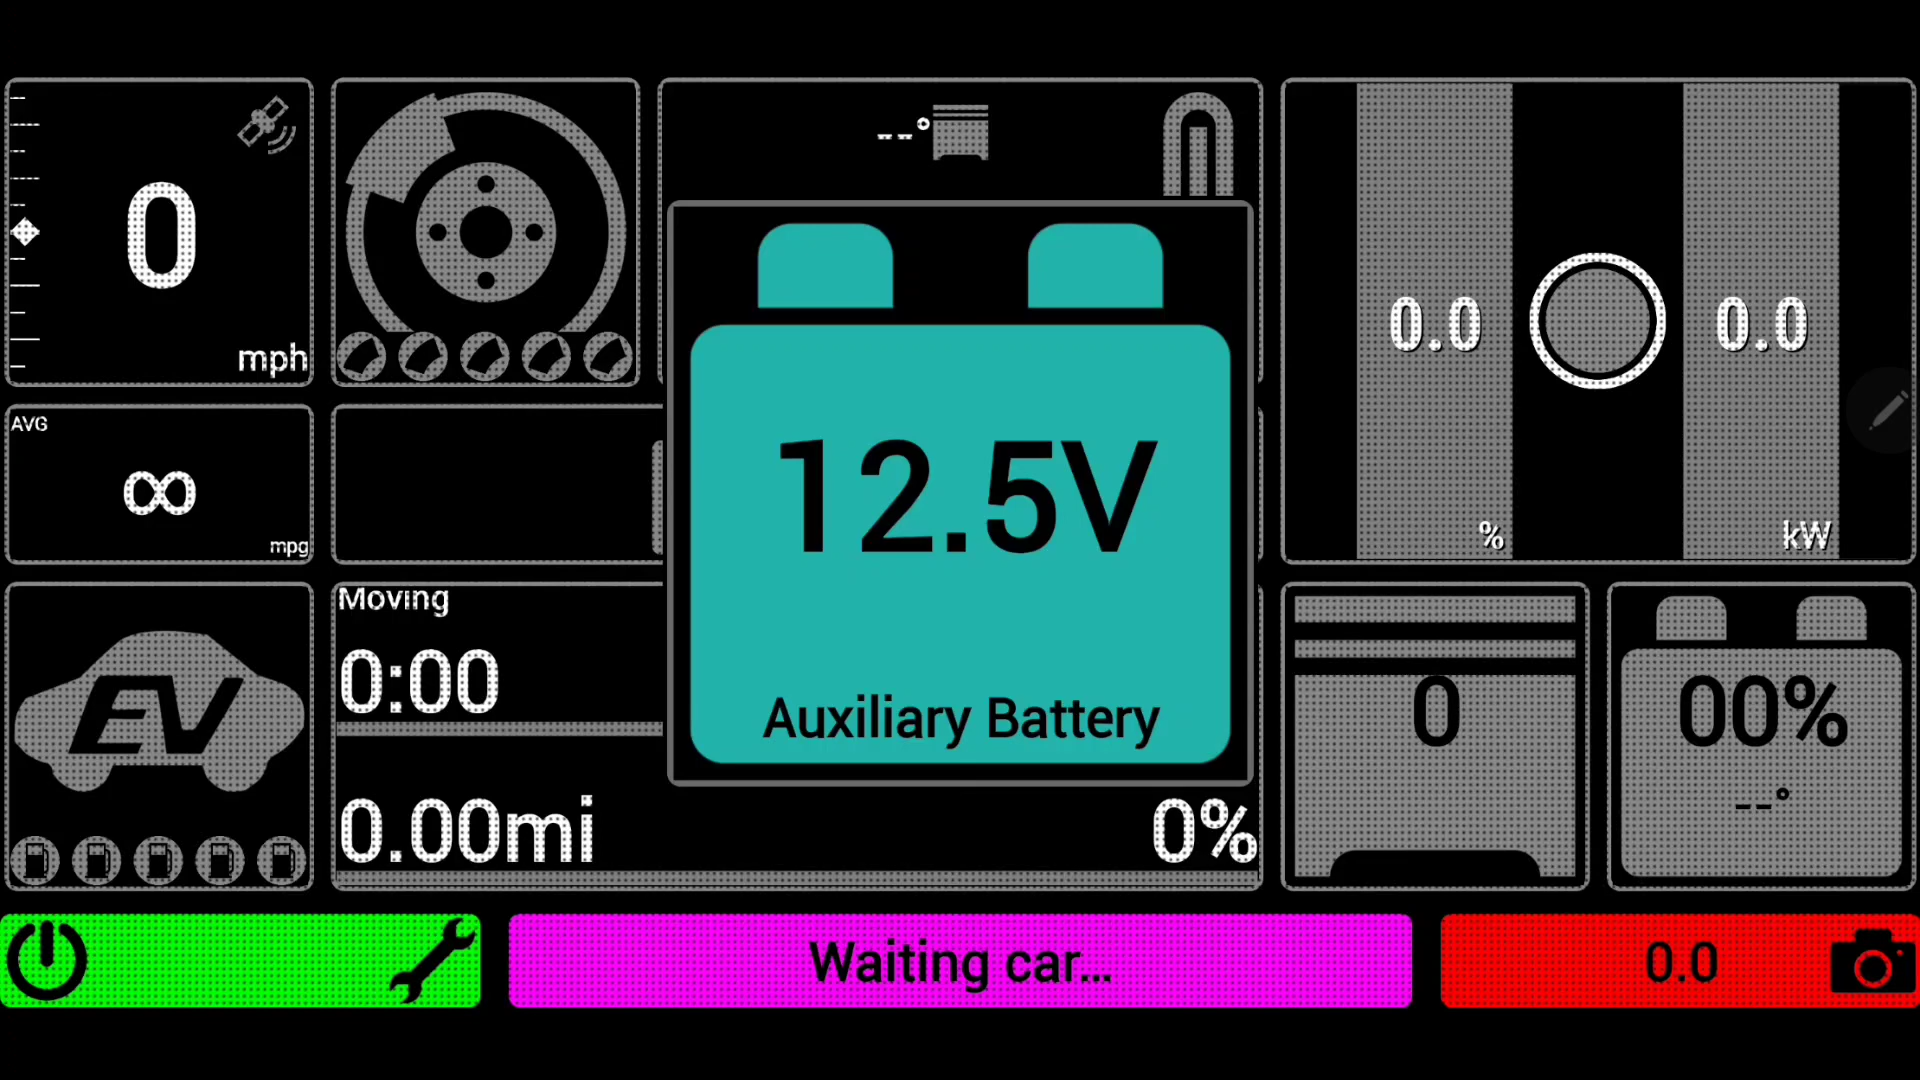 0
mph
--°
0.0
0.0
%
kW
AVG
∞
mpg
12.5V
Auxiliary Battery
EV
Moving
0:00
0.00mi
0%
0
00%
--°
Waiting car...
0.0